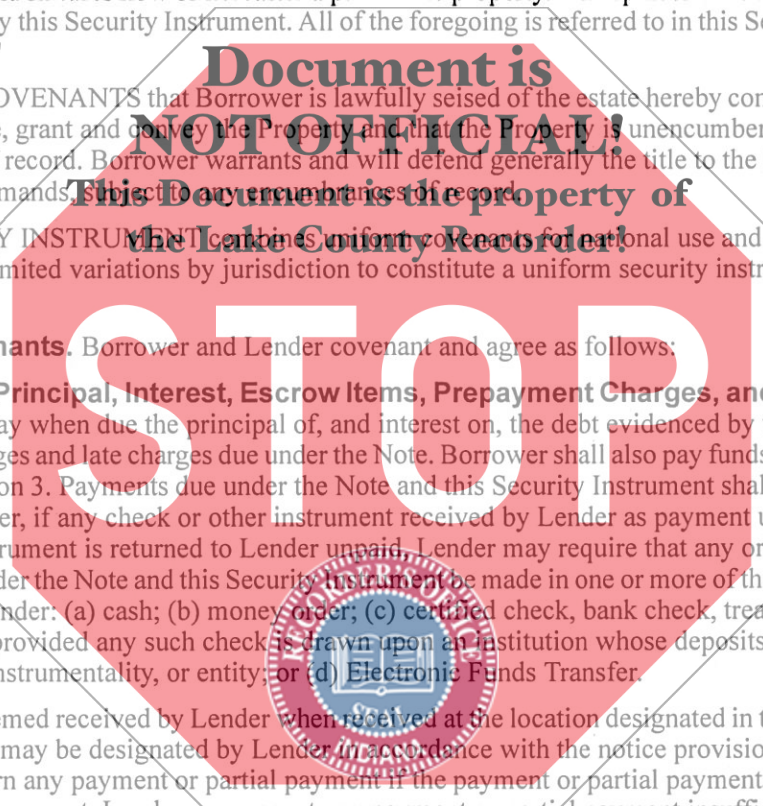 y this Security Instrument. All of the foregoing is referred to in this Se
Document is
OVENANTS that Borrower is lawfully seised of the estate hereby con
NOT OFFICIAL!
, grant and convey the Property and that the Property is unencumber
record. Borrower warrants and will defend generally the title to the
mands, subject to any encumbrances of record.
This Document is the property of
the Lake County Recorder!
Y INSTRUMENT combines uniform covenants for national use and
mited variations by jurisdiction to constitute a uniform security instr
STOP
nants. Borrower and Lender covenant and agree as follows:
Principal, Interest, Escrow Items, Prepayment Charges, and
ay when due the principal of, and interest on, the debt evidenced by
ges and late charges due under the Note. Borrower shall also pay funds
on 3. Payments due under the Note and this Security Instrument shal
er, if any check or other instrument received by Lender as payment u
trument is returned to Lender unpaid, Lender may require that any or
der the Note and this Security Instrument be made in one or more of th
nder: (a) cash; (b) money order; (c) certified check, bank check, trea
provided any such check is drawn upon an institution whose deposits
nstrumentality, or entity; or (d) Electronic Funds Transfer.
RECORDER'S OFFICE
SEAL
INDIANA
emed received by Lender when received at the location designated in t
may be designated by Lender in accordance with the notice provisio
rn any payment or partial payment if the payment or partial payment